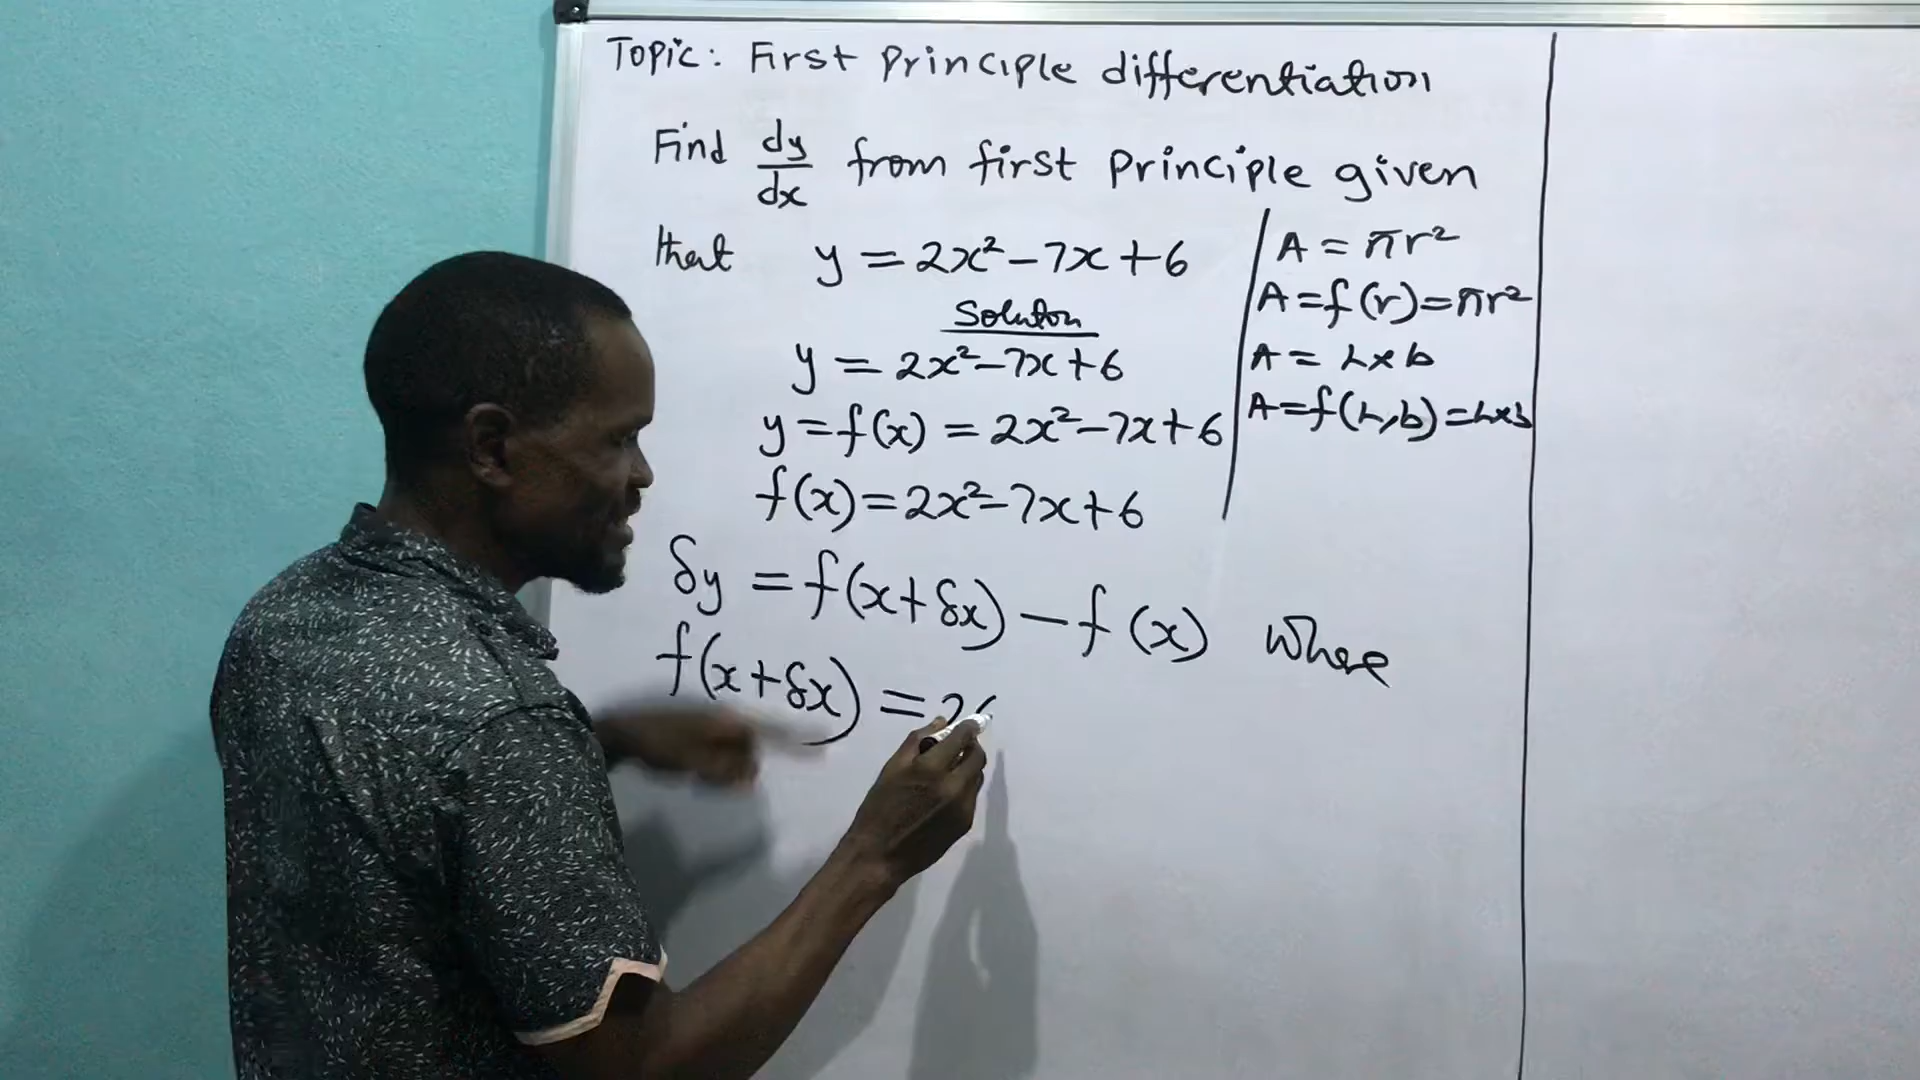 Topic: First principle differentiation
Find dy/dx from first principle given
that y = 2x² - 7x + 6
Solution
y = 2x² - 7x + 6
y = f(x) = 2x² - 7x + 6
f(x) = 2x² - 7x + 6
δy = f(x+δx) - f(x) where
f(x+δx) = 2(
A = πr²
A = f(r) = πr²
A = L×b
A = f(L,b) = L×b